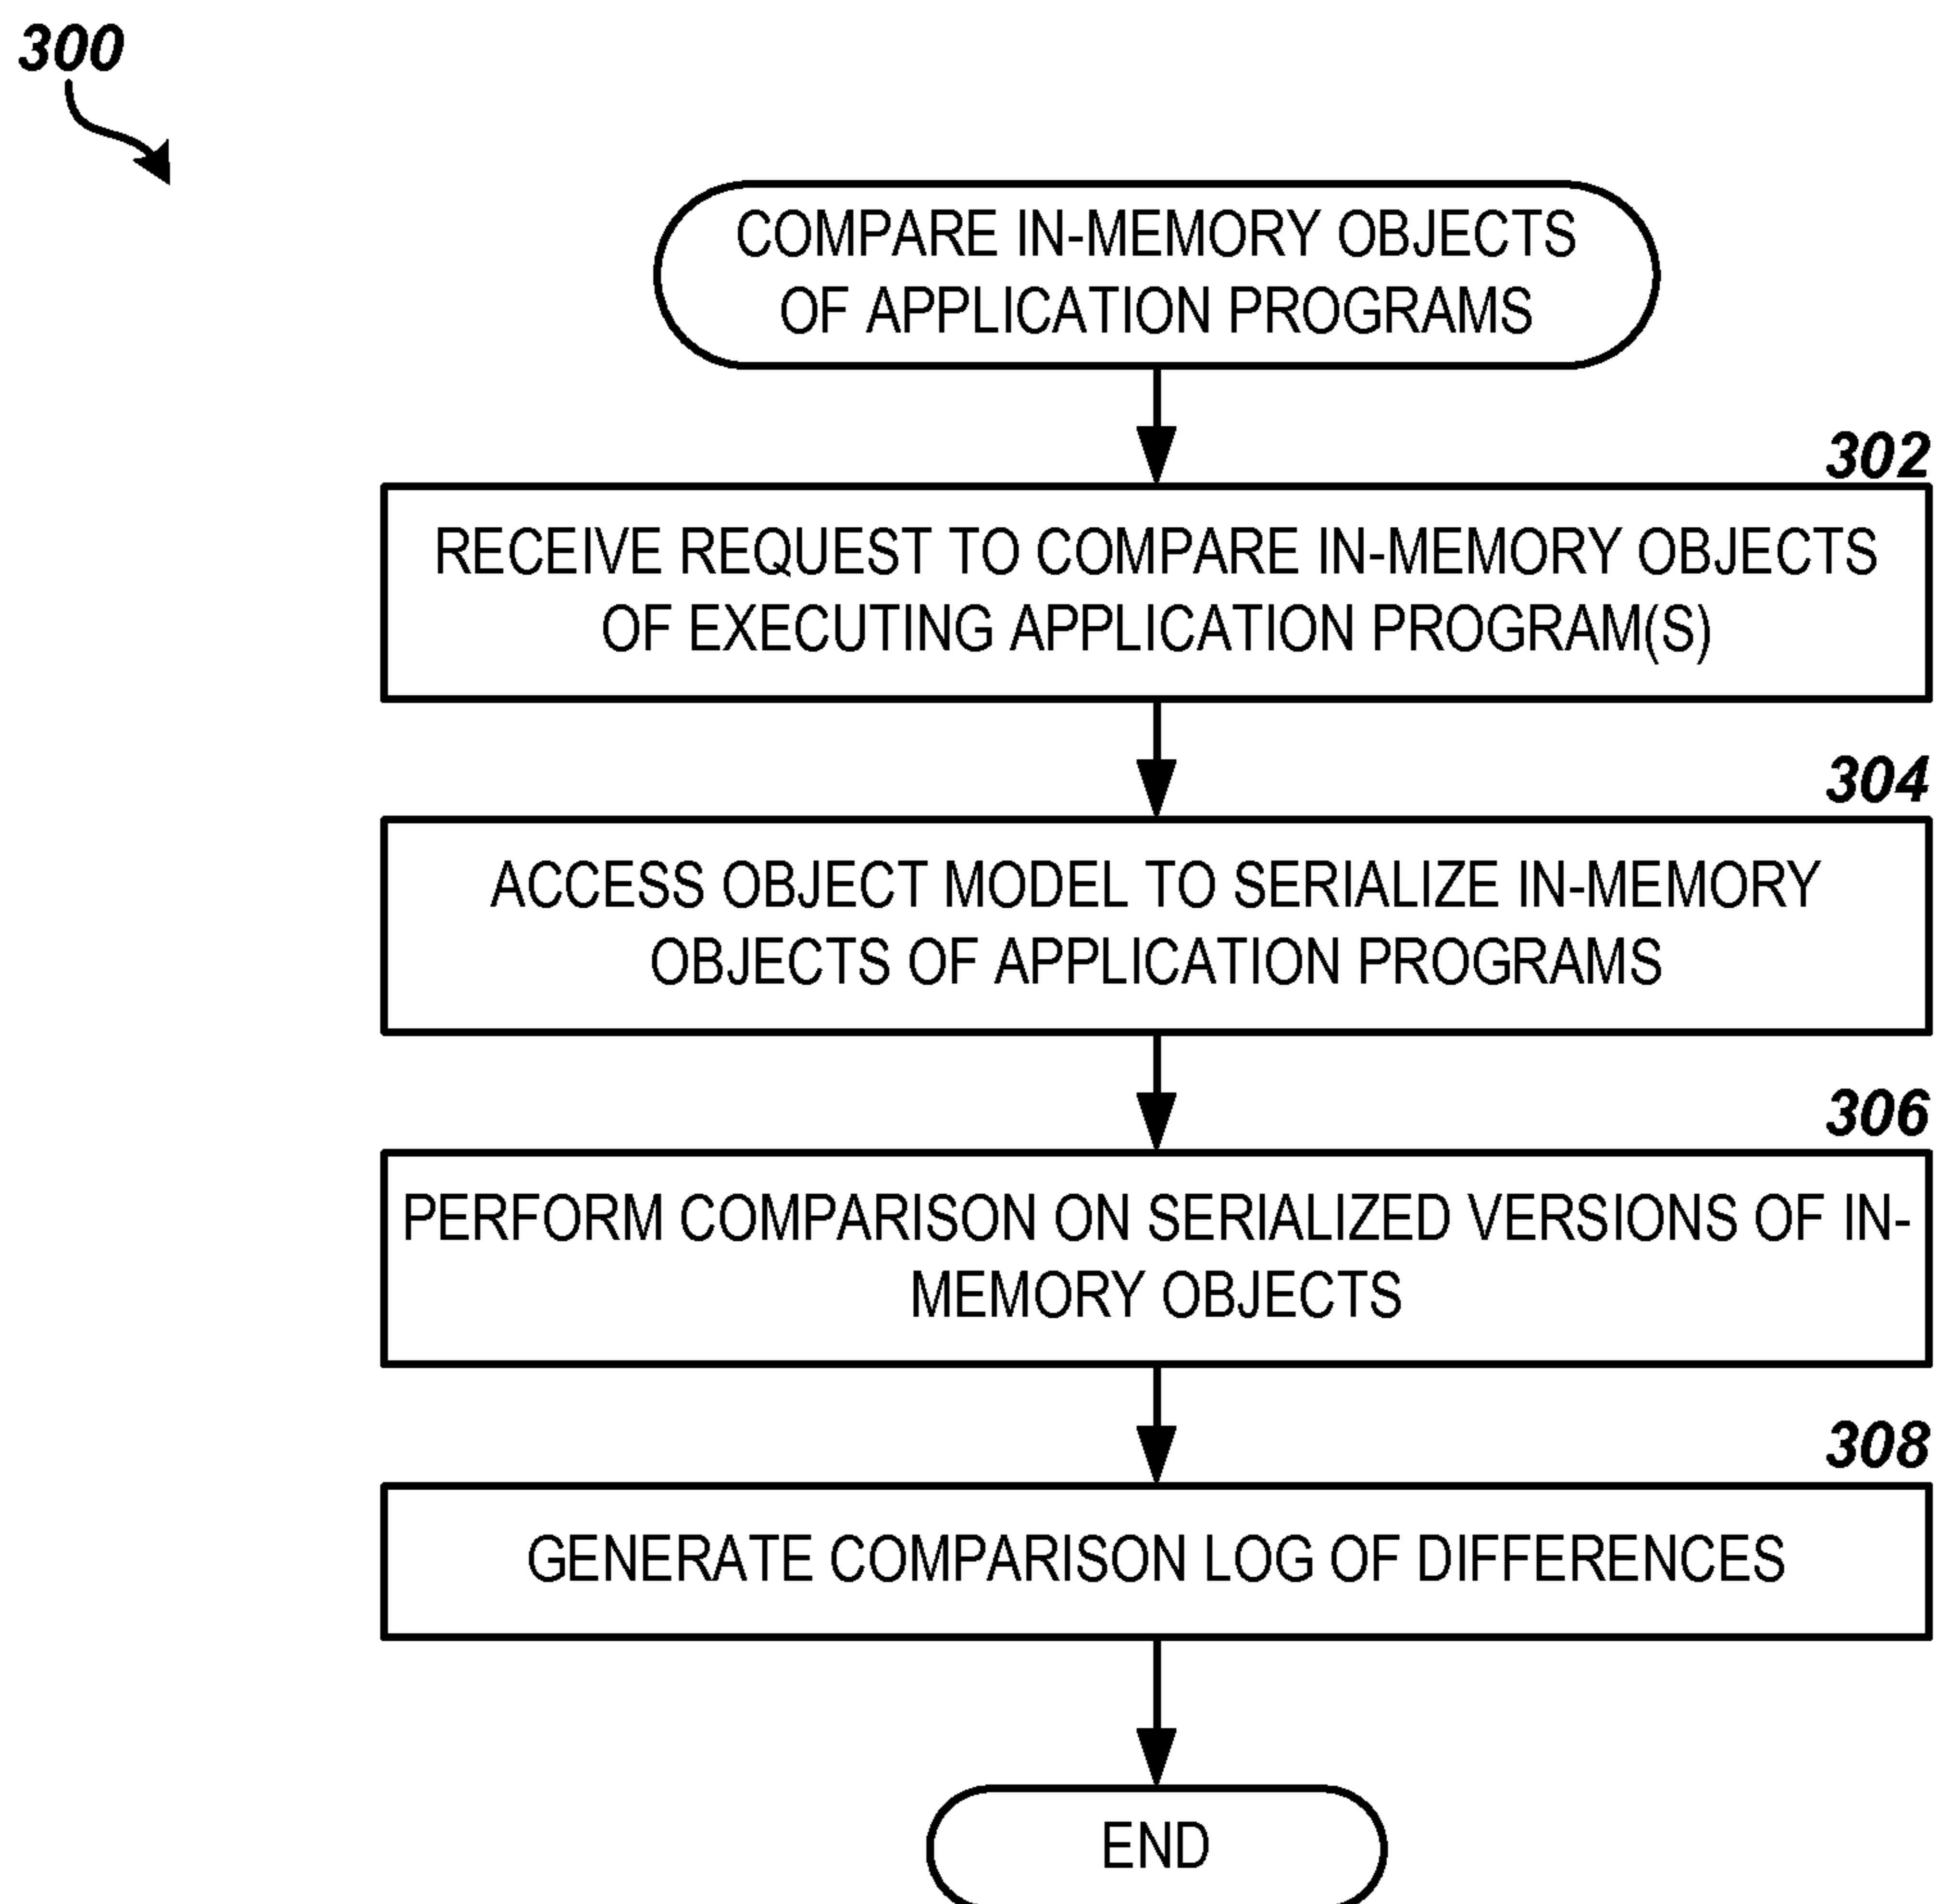 300
COMPARE IN-MEMORY OBJECTS
OF APPLICATION PROGRAMS
302
RECEIVE REQUEST TO COMPARE IN-MEMORY OBJECTS
OF EXECUTING APPLICATION PROGRAM(S)
304
ACCESS OBJECT MODEL TO SERIALIZE IN-MEMORY
OBJECTS OF APPLICATION PROGRAMS
306
PERFORM COMPARISON ON SERIALIZED VERSIONS OF IN-
MEMORY OBJECTS
308
GENERATE COMPARISON LOG OF DIFFERENCES
END